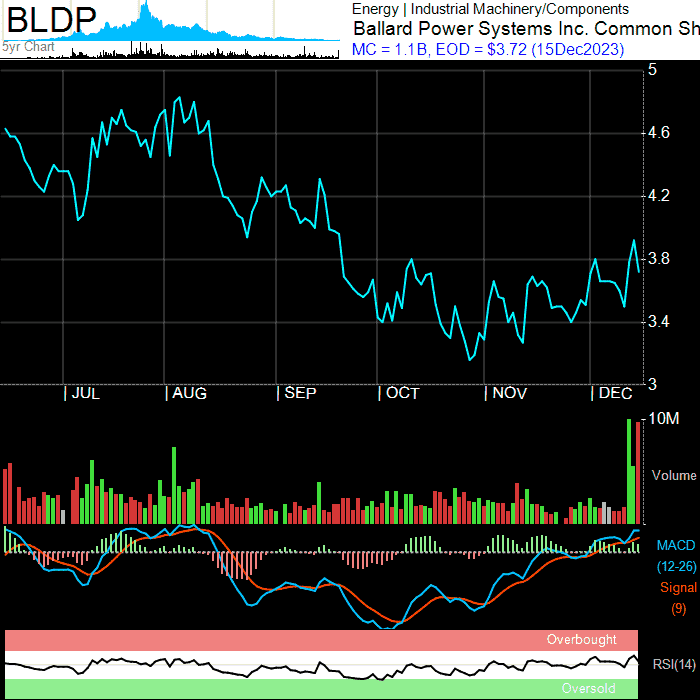 BLDP
Energy | Industrial Machinery/Components
Ballard Power Systems Inc. Common Sh
5yr Chart
MC = 1.1B, EOD = $3.72 (15Dec2023)
5
4.6
4.2
3.8
3.4
3
| JUL | AUG | SEP | OCT | NOV | DEC
10M
Volume
MACD
(12-26)
Signal
(9)
Overbought
RSI(14)
Oversold